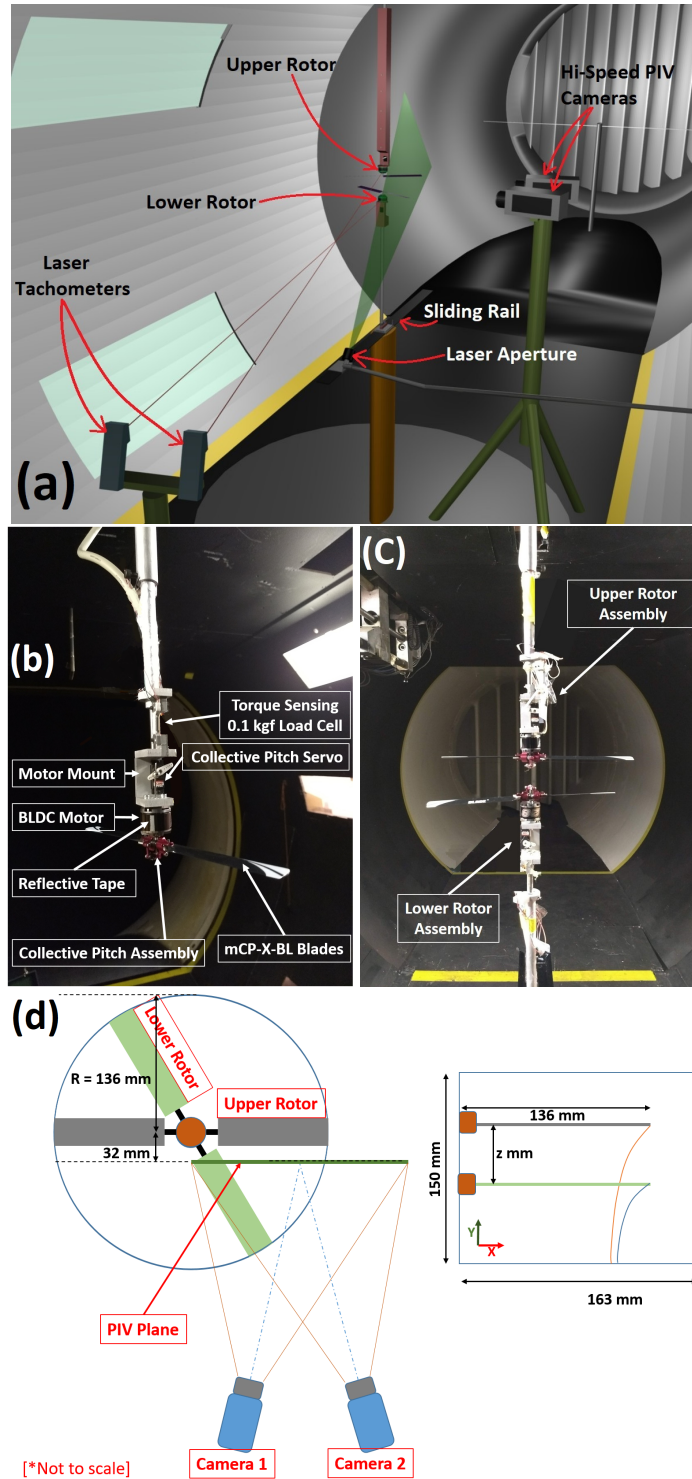 Upper Rotor
Hi-Speed PIV
Cameras
Lower Rotor
Laser
Tachometers
Sliding Rail
Laser Aperture
(a)
(b)
Torque Sensing
0.1 kgf Load Cell
Collective Pitch Servo
Motor Mount
BLDC Motor
Reflective Tape
Collective Pitch Assembly
mCP-X-BL Blades
(C)
Upper Rotor
Assembly
Lower Rotor
Assembly
(d)
Lower Rotor
R = 136 mm
Upper Rotor
32 mm
PIV Plane
Camera 1
Camera 2
[*Not to scale]
136 mm
z mm
150 mm
Y
X
163 mm